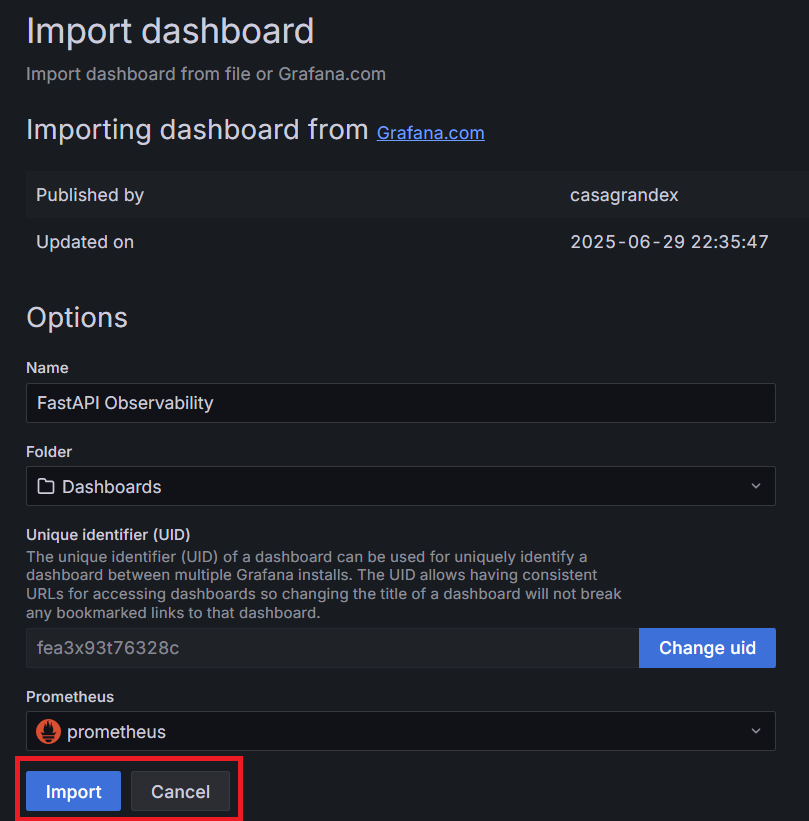 Import dashboard
Import dashboard from file or Grafana.com
Importing dashboard from Grafana.com
Published by casagrandex
Updated on 2025-06-29 22:35:47
Options
Name
FastAPI Observability
Folder
Dashboards
Unique identifier (UID)
The unique identifier (UID) of a dashboard can be used for uniquely identify a
dashboard between multiple Grafana installs. The UID allows having consistent
URLs for accessing dashboards so changing the title of a dashboard will not break
any bookmarked links to that dashboard.
fea3x93t76328c Change uid
Prometheus
prometheus
Import Cancel